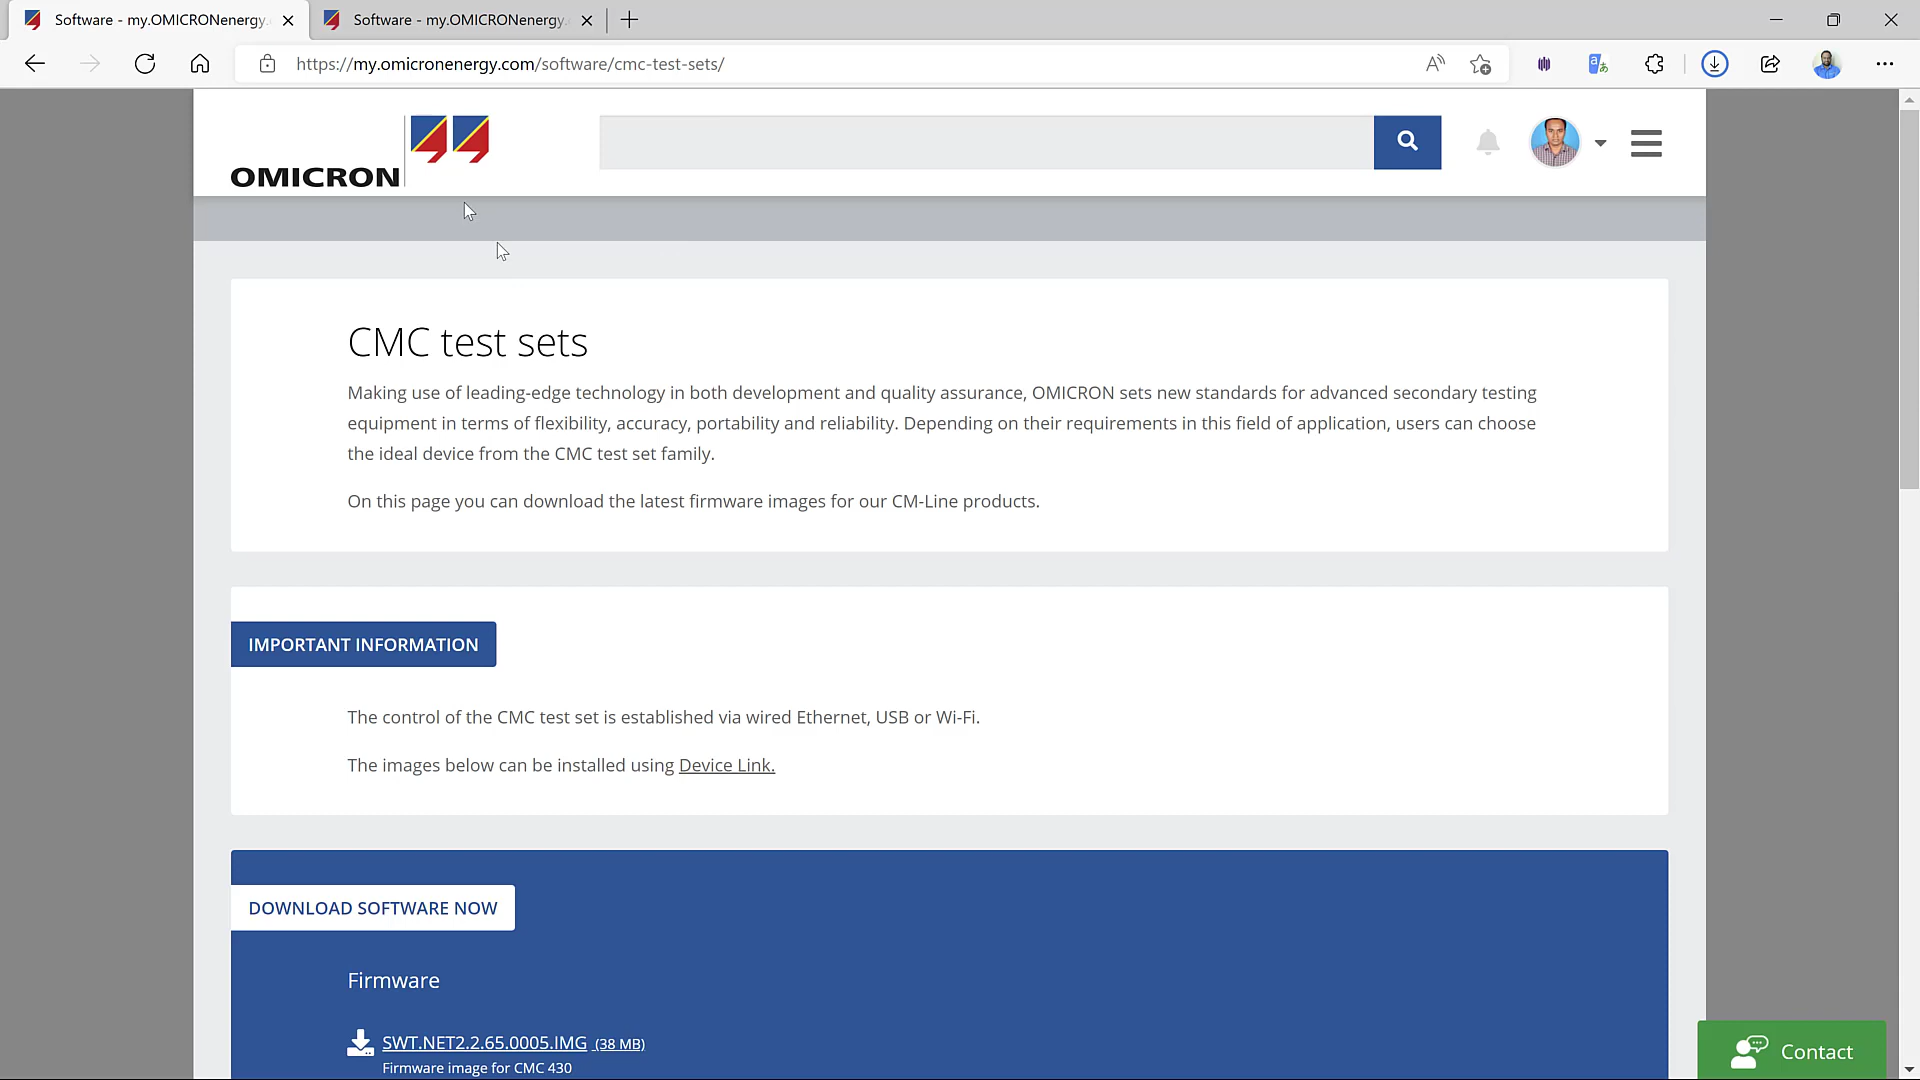 Software - my.OMICRONenergy.
Software - my.OMICRONenergy.
https://my.omicronenergy.com/software/cmc-test-sets/
OMICRON
CMC test sets
Making use of leading-edge technology in both development and quality assurance, OMICRON sets new standards for advanced secondary testing
equipment in terms of flexibility, accuracy, portability and reliability. Depending on their requirements in this field of application, users can choose
the ideal device from the CMC test set family.
On this page you can download the latest firmware images for our CM-Line products.
IMPORTANT INFORMATION
The control of the CMC test set is established via wired Ethernet, USB or Wi-Fi.
The images below can be installed using Device Link.
DOWNLOAD SOFTWARE NOW
Firmware
SWT.NET2.2.65.0005.IMG (38 MB)
Firmware image for CMC 430
Contact